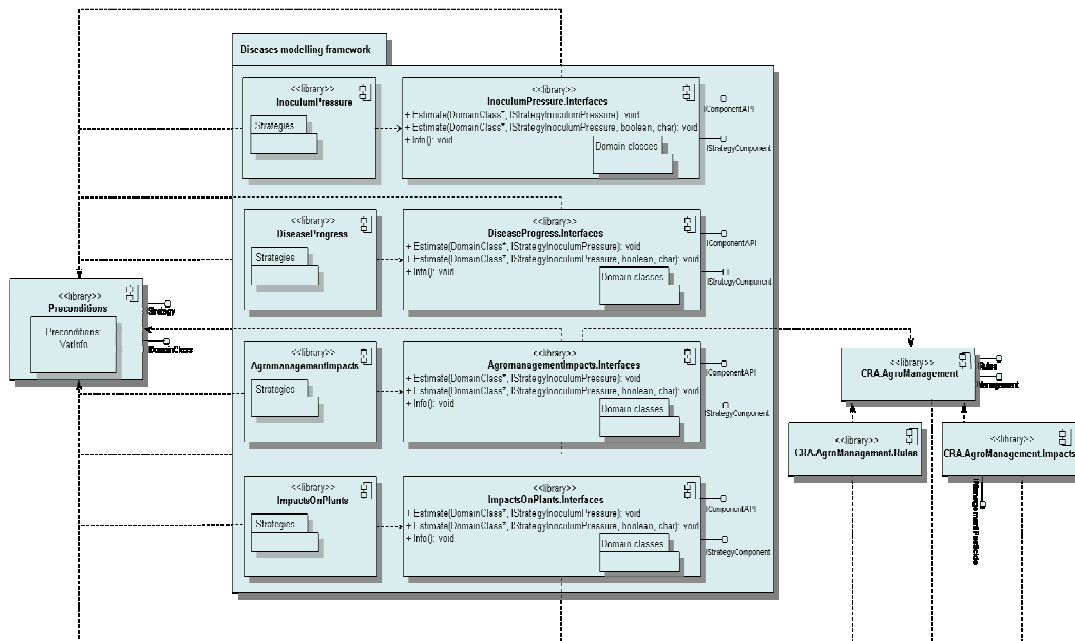 Diseases modelling framework
<<library>>
InoculumPressure
Strategies
<<library>>
InoculumPressure.Interfaces
+ Estimate(DomainClass*, IStrategyInoculumPressure): void
+ Estimate(DomainClass*, IStrategyInoculumPressure, boolean, char): void
+ Info(): void
Domain classes
IComponentAPI
IStrategyComponent
<<library>>
DiseaseProgress
Strategies
<<library>>
DiseaseProgress.Interfaces
+ Estimate(DomainClass*, IStrategyInoculumPressure): void
+ Estimate(DomainClass*, IStrategyInoculumPressure, boolean, char): void
+ Info(): void
Domain classes
IComponentAPI
IStrategyComponent
<<library>>
Preconditions
Preconditions:
VarInfo
IStrategy
IDomainClass
<<library>>
AgromanagementImpacts
Strategies
<<library>>
AgromanagementImpacts.Interfaces
+ Estimate(DomainClass*, IStrategyInoculumPressure): void
+ Estimate(DomainClass*, IStrategyInoculumPressure, boolean, char): void
+ Info(): void
Domain classes
IComponentAPI
IStrategyComponent
<<library>>
CRA.AgroManagement
IRules
IManagement
<<library>>
CRA.AgroManagement.Rules
<<library>>
CRA.AgroManagement.Impacts
IManagementPesticide
<<library>>
ImpactsOnPlants
Strategies
<<library>>
ImpactsOnPlants.Interfaces
+ Estimate(DomainClass*, IStrategyInoculumPressure): void
+ Estimate(DomainClass*, IStrategyInoculumPressure, boolean, char): void
+ Info(): void
Domain classes
IComponentAPI
IStrategyComponent